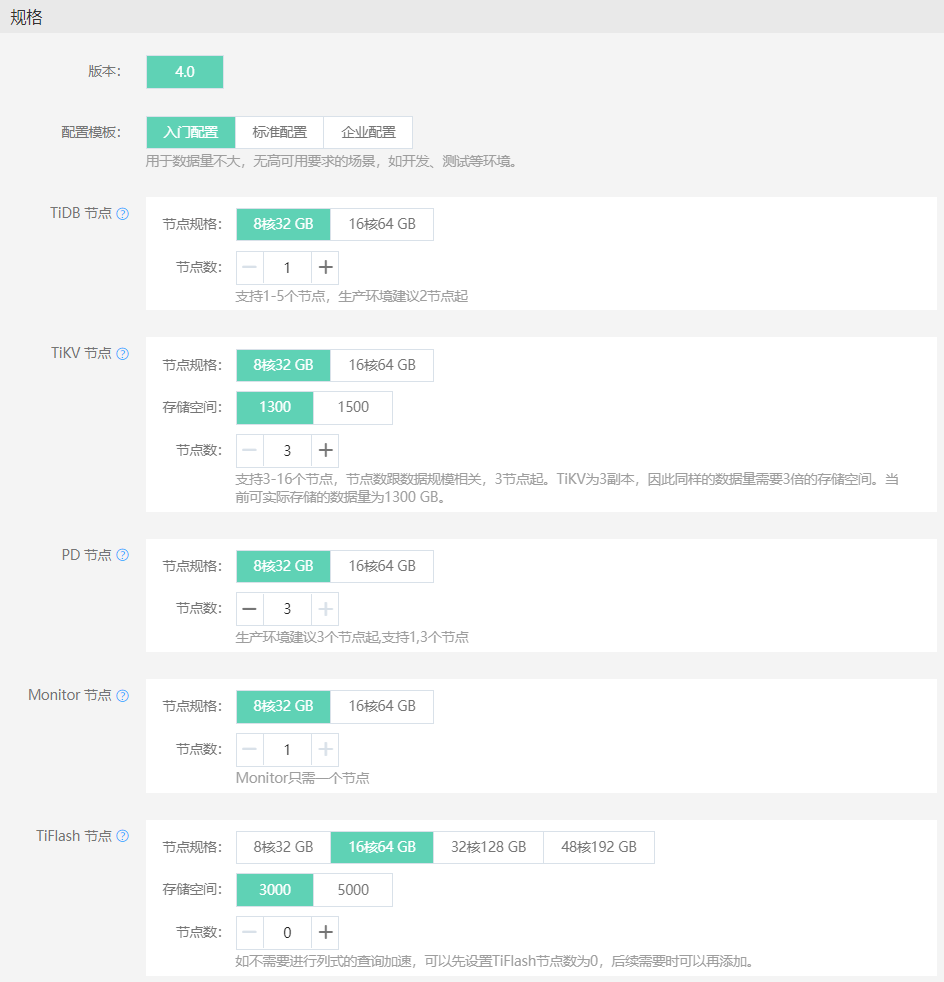 规格
版本: 4.0
配置模板: 入门配置 标准配置 企业配置
用于数据量不大，无高可用要求的场景，如开发、测试等环境。
TiDB 节点 ?
节点规格: 8核32 GB 16核64 GB
节点数: − 1 +
支持1-5个节点，生产环境建议2节点起
TiKV 节点 ?
节点规格: 8核32 GB 16核64 GB
存储空间: 1300 1500
节点数: − 3 +
支持3-16个节点，节点数跟数据规模相关，3节点起。TiKV为3副本，因此同样的数据量需要3倍的存储空间。当
前可实际存储的数据量为1300 GB。
PD 节点 ?
节点规格: 8核32 GB 16核64 GB
节点数: − 3 +
生产环境建议3个节点起,支持1,3个节点
Monitor 节点 ?
节点规格: 8核32 GB 16核64 GB
节点数: − 1 +
Monitor只需一个节点
TiFlash 节点 ?
节点规格: 8核32 GB 16核64 GB 32核128 GB 48核192 GB
存储空间: 3000 5000
节点数: − 0 +
如不需要进行列式的查询加速，可以先设置TiFlash节点数为0，后续需要时可以再添加。